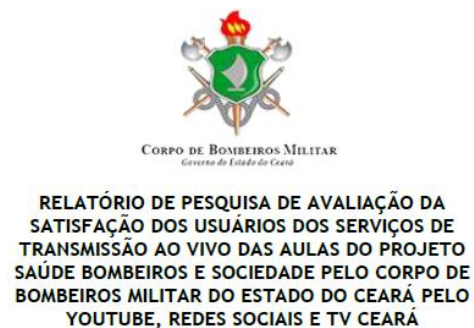 CORPO DE BOMBEIROS MILITAR
Governo do Estado do Ceará
RELATÓRIO DE PESQUISA DE AVALIAÇÃO DA
SATISFAÇÃO DOS USUÁRIOS DOS SERVIÇOS DE
TRANSMISSÃO AO VIVO DAS AULAS DO PROJETO
SAÚDE BOMBEIROS E SOCIEDADE PELO CORPO DE
BOMBEIROS MILITAR DO ESTADO DO CEARÁ PELO
YOUTUBE, REDES SOCIAIS E TV CEARÁ